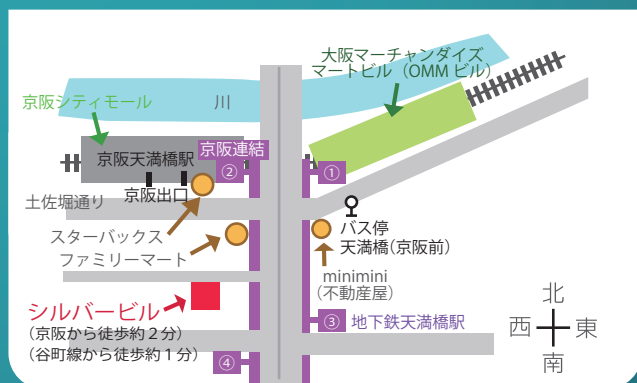 大阪マーチャンダイズ
マートビル（OMMビル）
京阪シティモール
川
京阪連結
京阪天満橋駅
②
①
京阪出口
土佐堀通り
バス停
天満橋(京阪前)
スターバックス
ファミリーマート
minimini
（不動産屋）
シルバービル
（京阪から徒歩約２分）
（谷町線から徒歩約１分）
③
地下鉄天満橋駅
④
北
西
東
南